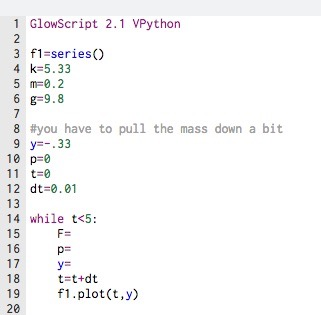 1 GlowScript 2.1 VPython
2
3 f1=series()
4 k=5.33
5 m=0.2
6 g=9.8
7
8 #you have to pull the mass down a bit
9 y=-.33
10 p=0
11 t=0
12 dt=0.01
13
14 while t<5:
15     F=
16     p=
17     y=
18     t=t+dt
19     f1.plot(t,y)
20